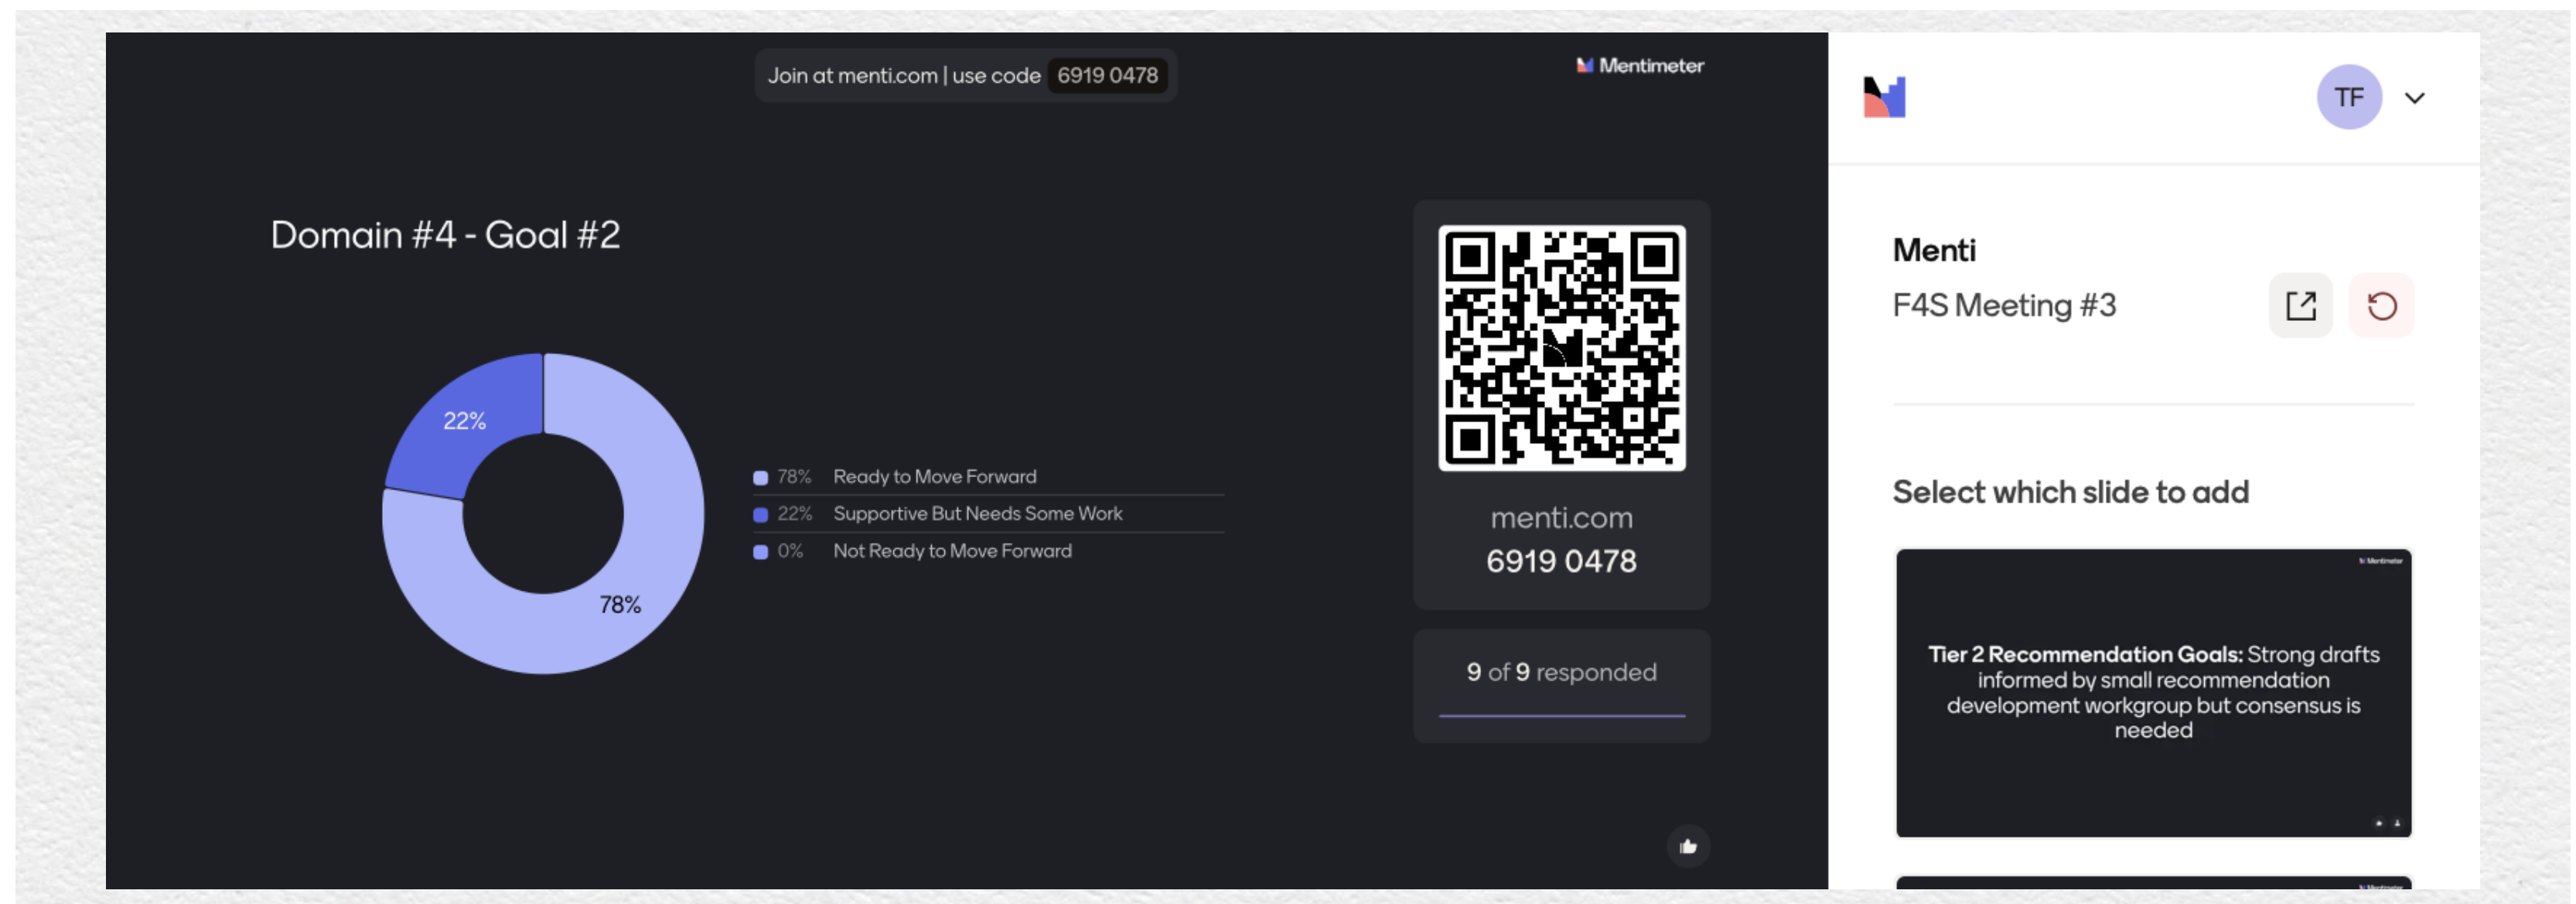 Join at menti.com | use code 6919 0478
Mentimeter
Domain #4 - Goal #2
22%
78%
78% Ready to Move Forward
22% Supportive But Needs Some Work
0% Not Ready to Move Forward
menti.com
6919 0478
9 of 9 responded
TF
Menti
F4S Meeting #3
Select which slide to add
Mentimeter
Tier 2 Recommendation Goals: Strong drafts
informed by small recommendation
development workgroup but consensus is
needed
Mentimeter